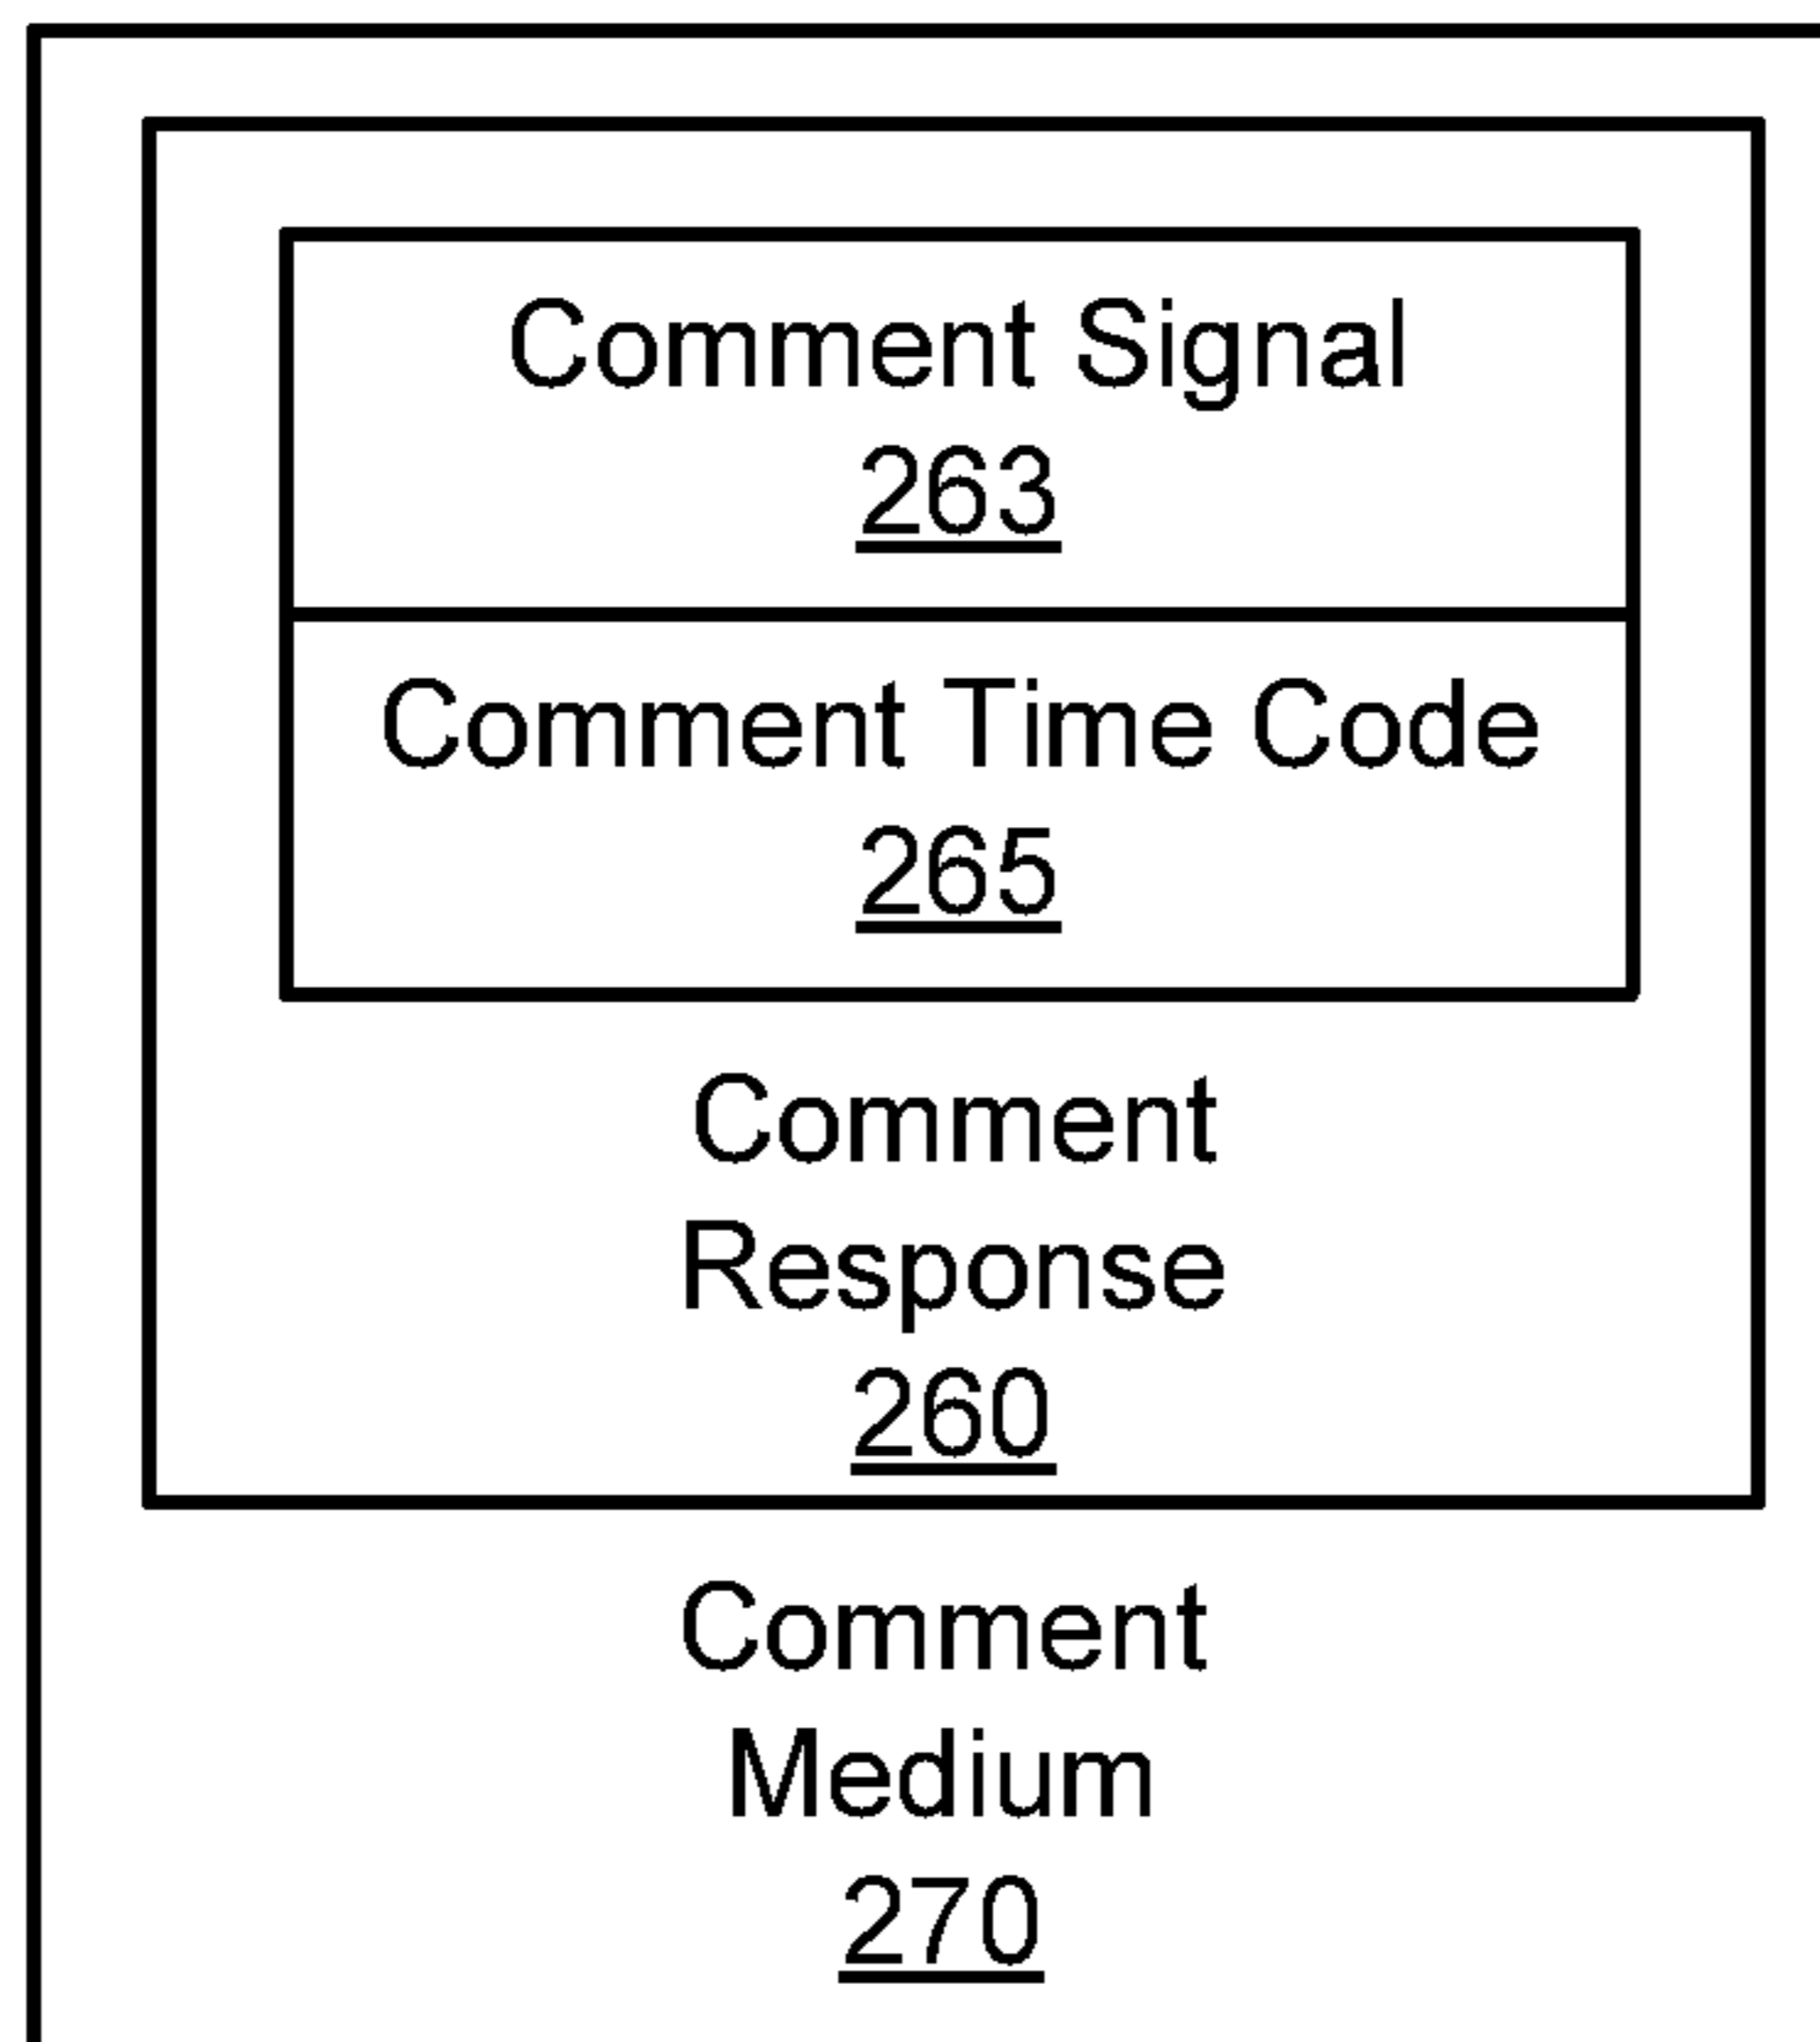 Comment Signal
263
Comment Time Code
265
Comment
Response
260
Comment
Medium
270